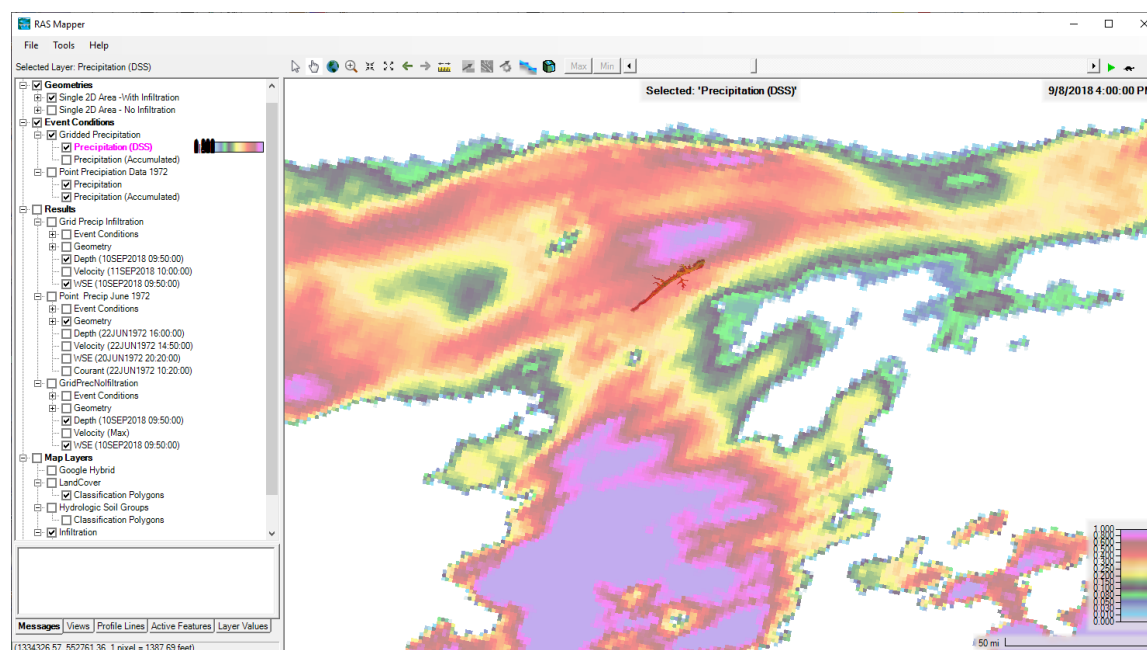 RAS Mapper
File Tools Help
Selected Layer: Precipitation (DSS)
Max Min
Geometries
Single 2D Area -With Infiltration
Single 2D Area - No Infiltration
Event Conditions
Gridded Precipitation
Precipitation (DSS)
Precipitation (Accumulated)
Point Precipiation Data 1972
Precipitation
Precipitation (Accumulated)
Results
Grid Precip Infiltration
Event Conditions
Geometry
Depth (10SEP2018 09:50:00)
Velocity (11SEP2018 10:00:00)
WSE (10SEP2018 09:50:00)
Point Precip June 1972
Event Conditions
Geometry
Depth (22JUN1972 16:00:00)
Velocity (22JUN1972 14:50:00)
WSE (20JUN1972 20:20:00)
Courant (22JUN1972 10:20:00)
GridPrecNoInfiltration
Event Conditions
Geometry
Depth (10SEP2018 09:50:00)
Velocity (Max)
WSE (10SEP2018 09:50:00)
Map Layers
Google Hybrid
LandCover
Classification Polygons
Hydrologic Soil Groups
Classification Polygons
Infiltration
Messages Views Profile Lines Active Features Layer Values
(1334326.57, 552761.36, 1 pixel = 1387.69 feet)
Selected: 'Precipitation (DSS)'
9/8/2018 4:00:00 PM
1.000
0.000
50 mi